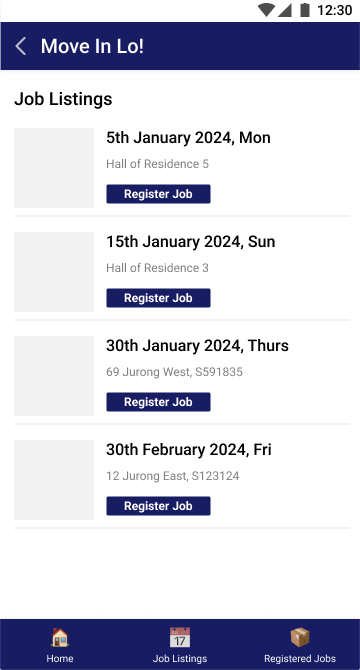 12:30
Move In Lo!
Job Listings
5th January 2024, Mon
Hall of Residence 5
Register Job
15th January 2024, Sun
Hall of Residence 3
Register Job
30th January 2024, Thurs
69 Jurong West, S591835
Register Job
30th February 2024, Fri
12 Jurong East, S123124
Register Job
17
Home Job Listings Registered Jobs